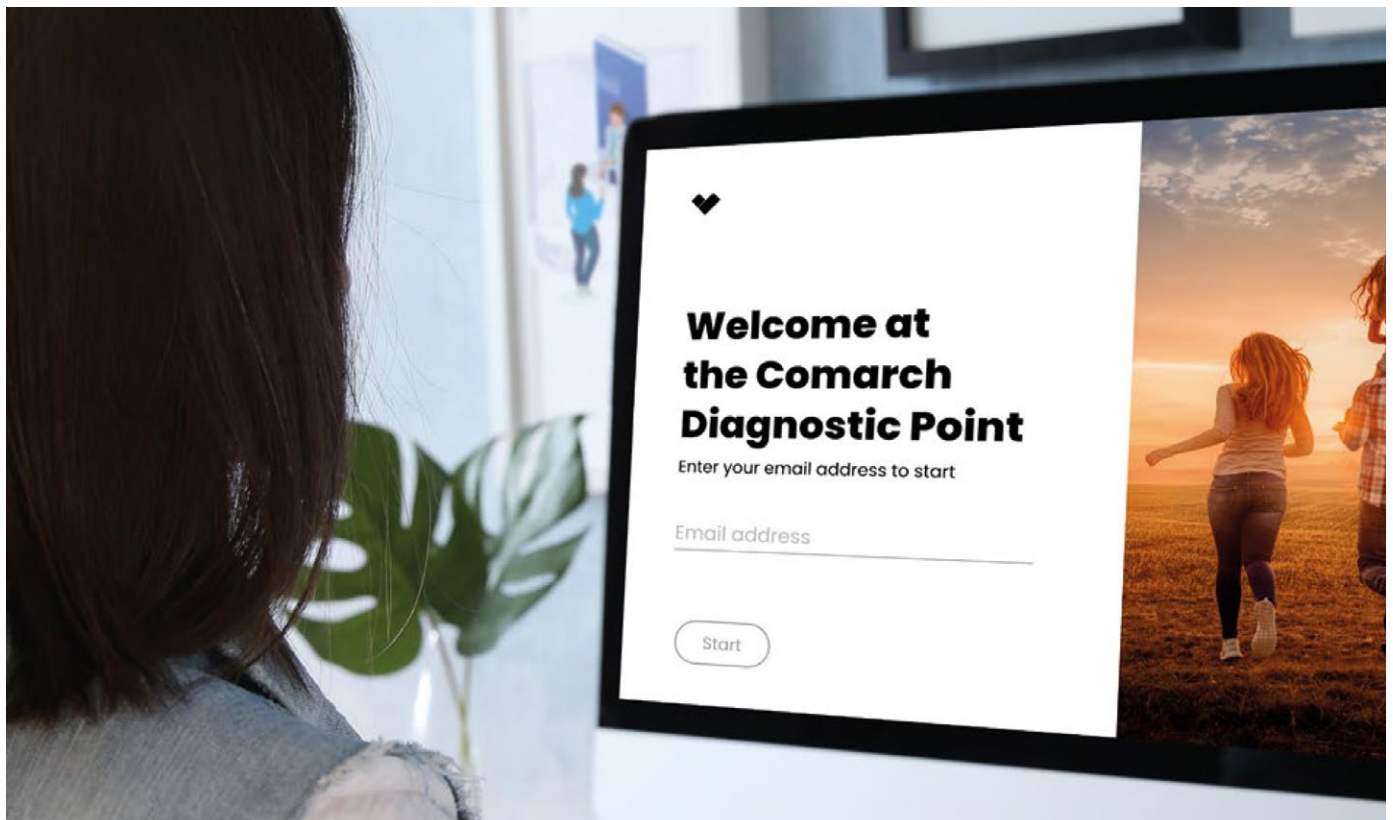 Welcome at
the Comarch
Diagnostic Point
Enter your email address to start
Email address
Start